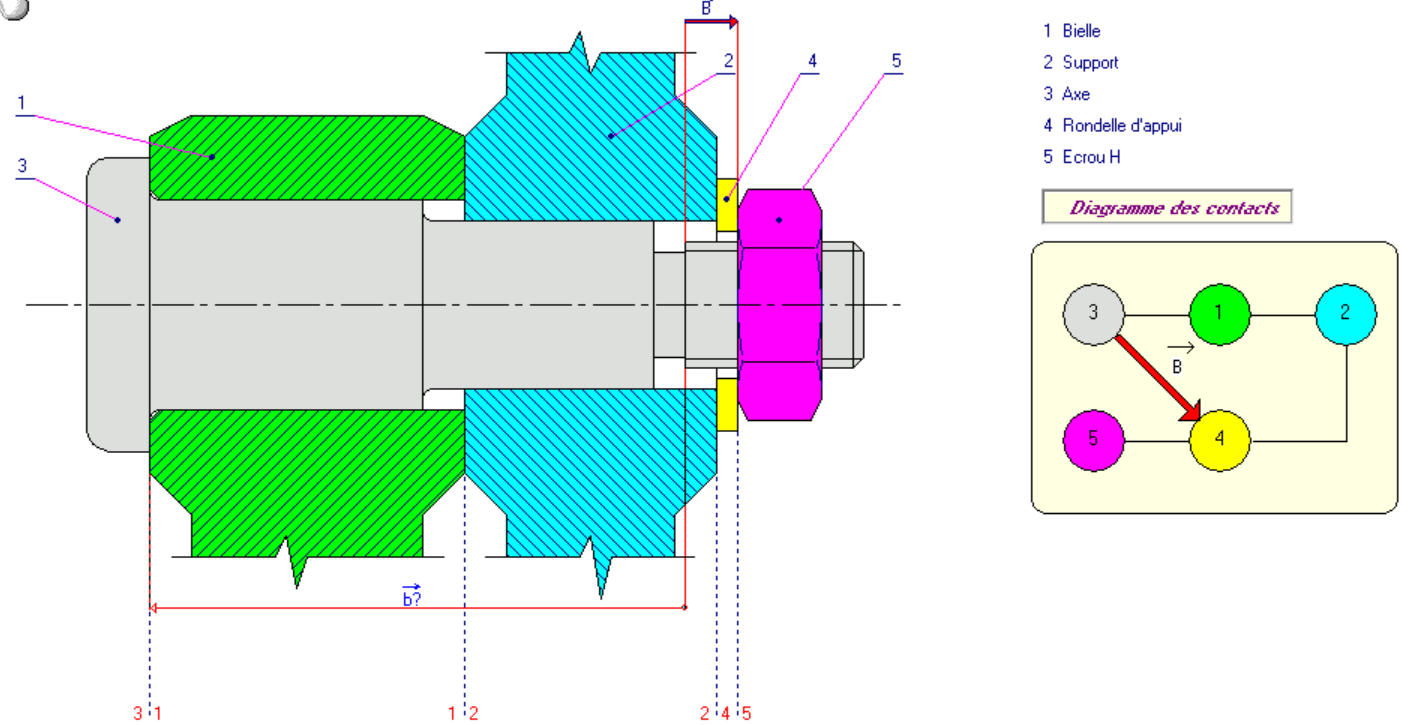 B
1 Bielle
2 Support
3 Axe
4 Rondelle d'appui
5 Ecrou H
2
4
5
1
3
Diagramme des contacts
3
1
2
B
5
4
b?
3 1
1 2
2 4 5